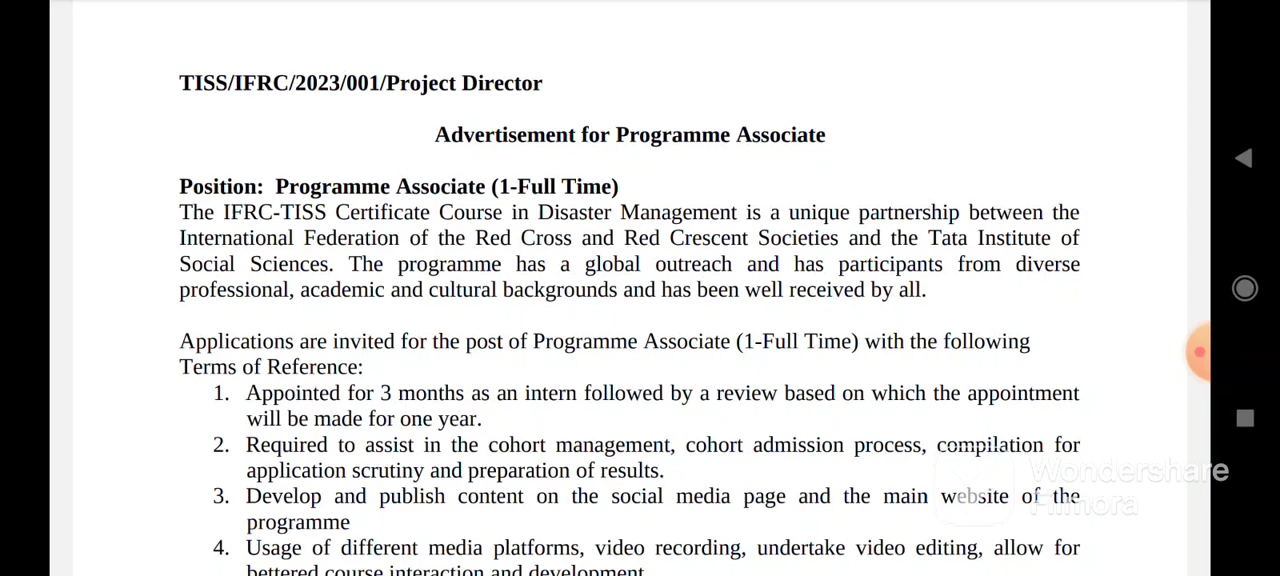 TISS/IFRC/2023/001/Project Director
Advertisement for Programme Associate
Position: Programme Associate (1-Full Time)
The IFRC-TISS Certificate Course in Disaster Management is a unique partnership between the
International Federation of the Red Cross and Red Crescent Societies and the Tata Institute of
Social Sciences. The programme has a global outreach and has participants from diverse
professional, academic and cultural backgrounds and has been well received by all.
Applications are invited for the post of Programme Associate (1-Full Time) with the following
Terms of Reference:
1. Appointed for 3 months as an intern followed by a review based on which the appointment
will be made for one year.
2. Required to assist in the cohort management, cohort admission process, compilation for
application scrutiny and preparation of results.
3. Develop and publish content on the social media page and the main website of the
programme
4. Usage of different media platforms, video recording, undertake video editing, allow for
bettered course interaction and development
Wondershare
Filmora